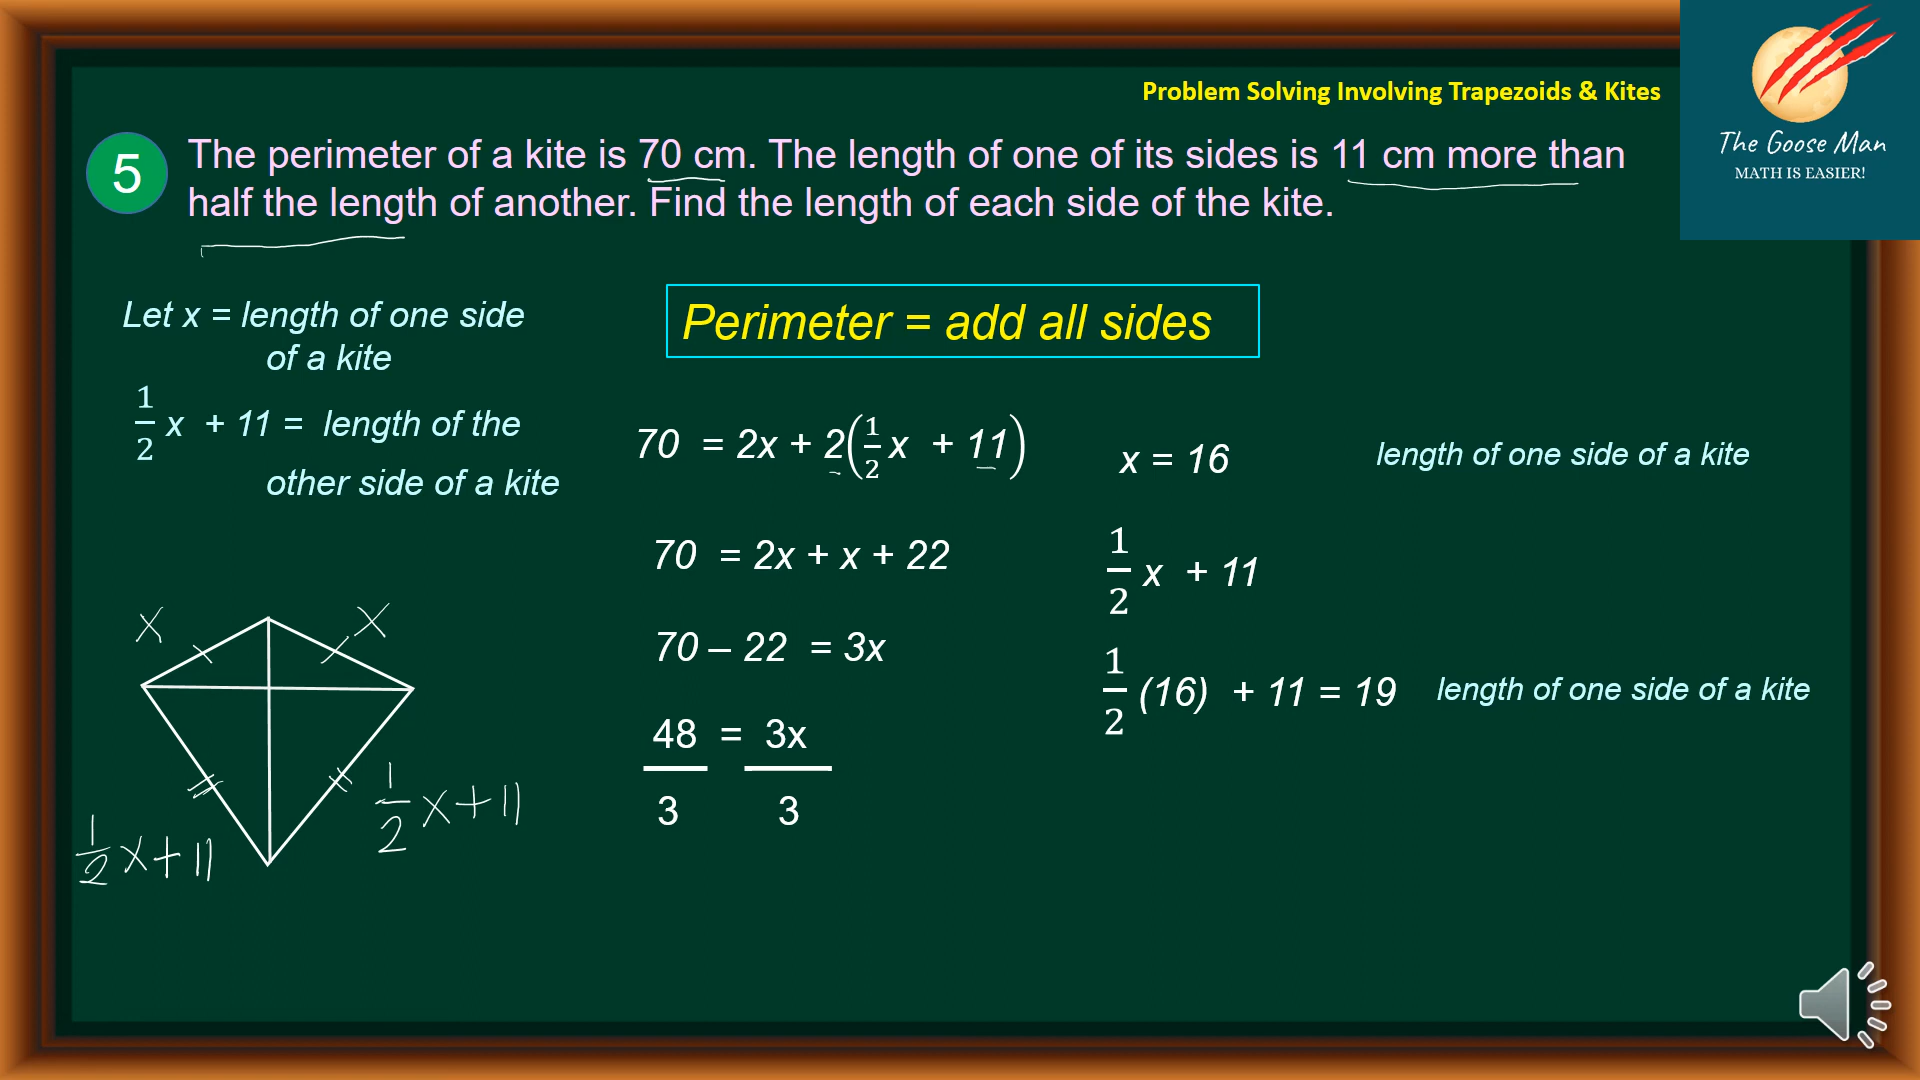 Problem Solving Involving Trapezoids & Kites
The Goose Man
MATH IS EASIER!
5
The perimeter of a kite is 70 cm. The length of one of its sides is 11 cm more than
half the length of another. Find the length of each side of the kite.
Let x = length of one side
of a kite
1/2 x + 11 = length of the
other side of a kite
x
x
1/2 x + 11
1/2 x + 11
Perimeter = add all sides
70 = 2x + 2(1/2 x + 11)
70 = 2x + x + 22
70 – 22 = 3x
48 = 3x
3 3
x = 16 length of one side of a kite
1/2 x + 11
1/2 (16) + 11 = 19 length of one side of a kite